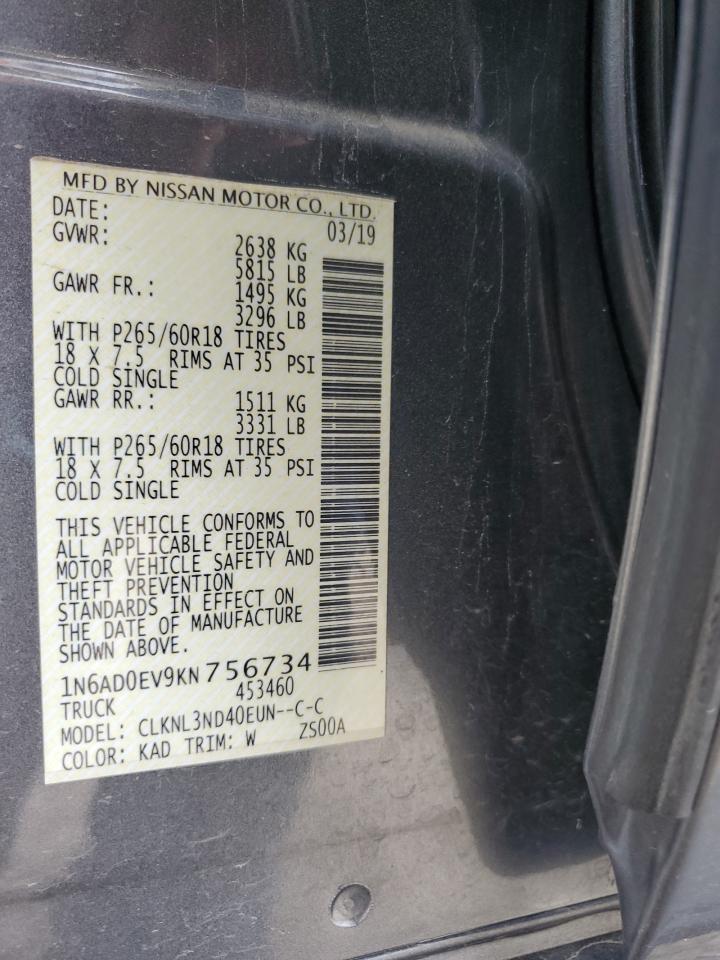 MFD BY NISSAN MOTOR CO., LTD.
DATE: 03/19
GVWR: 2638 KG
5815 LB
GAWR FR.: 1495 KG
3296 LB
WITH P265/60R18 TIRES
18 X 7.5 RIMS AT 35 PSI
COLD SINGLE
GAWR RR.: 1511 KG
3331 LB
WITH P265/60R18 TIRES
18 X 7.5 RIMS AT 35 PSI
COLD SINGLE
THIS VEHICLE CONFORMS TO
ALL APPLICABLE FEDERAL
MOTOR VEHICLE SAFETY AND
THEFT PREVENTION
STANDARDS IN EFFECT ON
THE DATE OF MANUFACTURE
SHOWN ABOVE.
1N6AD0EV9KN756734
TRUCK 453460
MODEL: CLKNL3ND40EUN--C-C
COLOR: KAD TRIM: W ZS00A